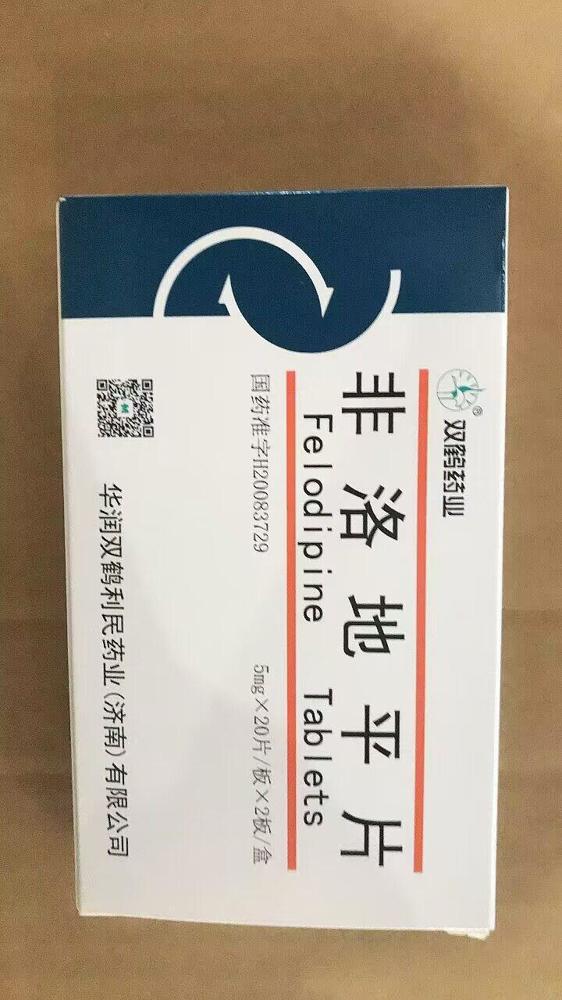 双鹤药业
非洛地平片
Felodipine Tablets
国药准字H20083729
5mg×20片/板×2板/盒
华润双鹤利民药业(济南)有限公司